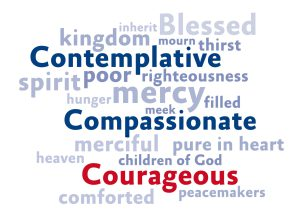 inherit Blessed
kingdom mourn thirst
Contemplative
spirit poor righteousness
hunger mercy filled
meek
Compassionate
merciful pure in heart
heaven children of God
Courageous
comforted peacemakers